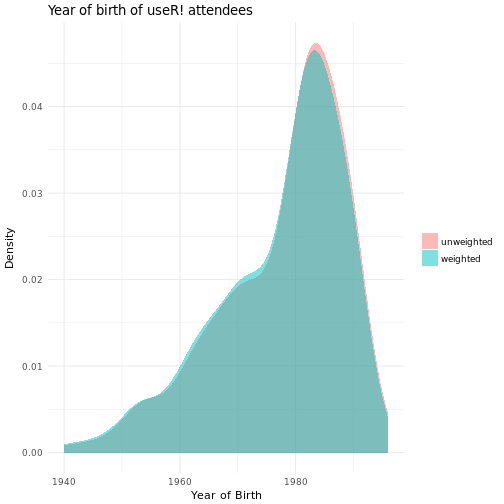 Year of birth of useR! attendees
0.04
0.03
0.02
0.01
0.00
Density
1940 1960 1980
Year of Birth
unweighted
weighted